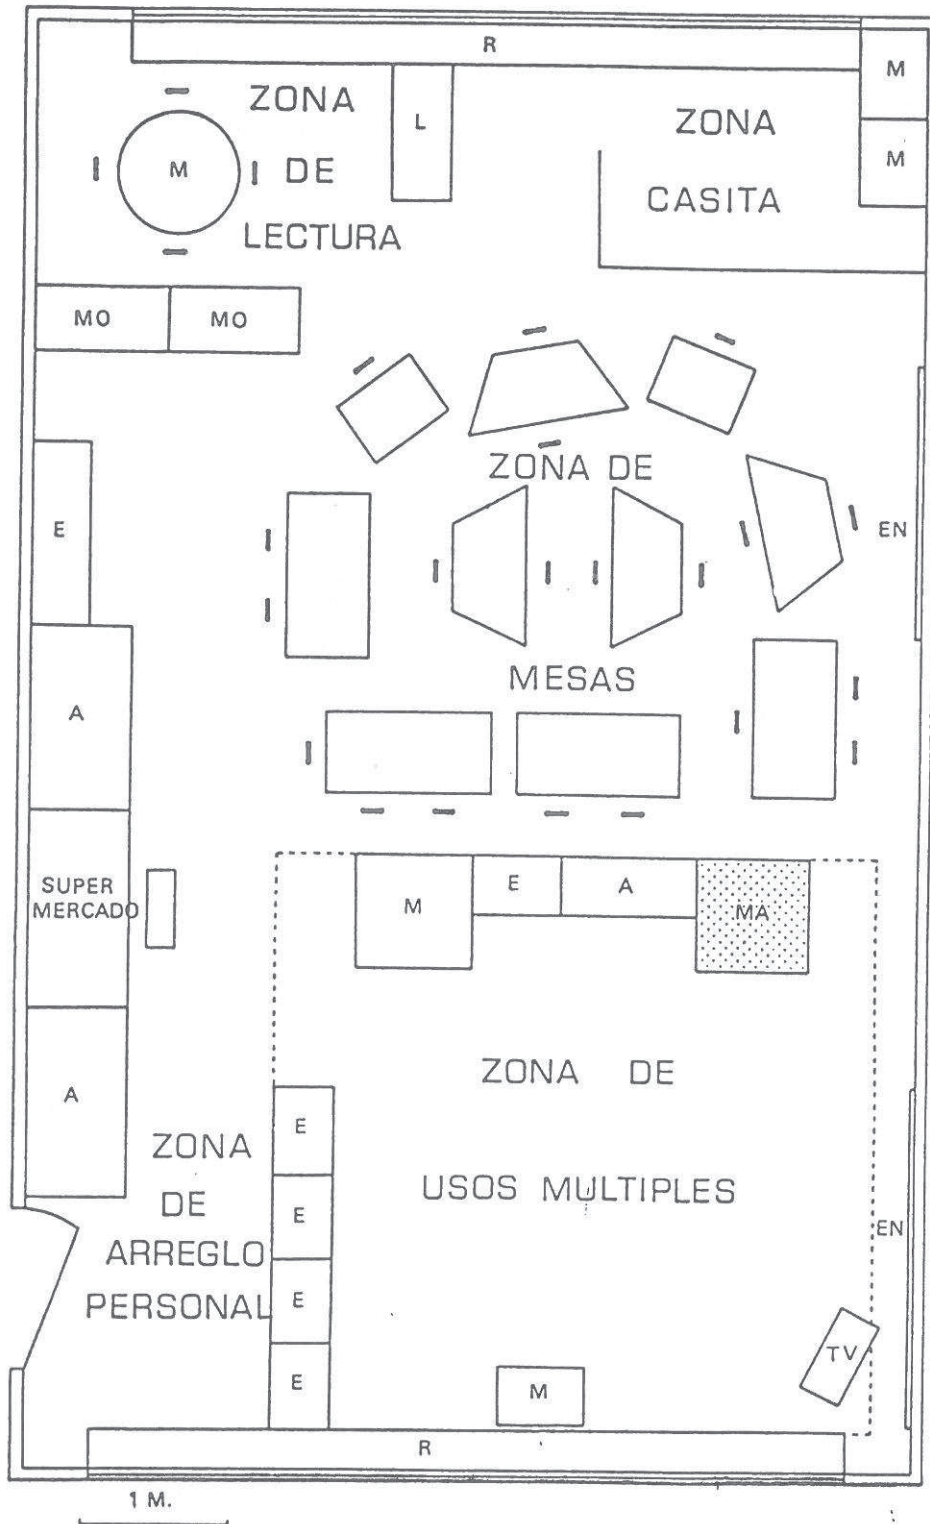 R
M
ZONA
L
ZONA
M
DE
M
CASITA
LECTURA
MO
MO
ZONA DE
E
EN
MESAS
A
SUPER
MERCADO
M
E
A
MA
ZONA DE
A
E
ZONA
USOS MULTIPLES
DE
E
EN
ARREGLO
PERSONAL
E
TV
E
M
R
1 M.